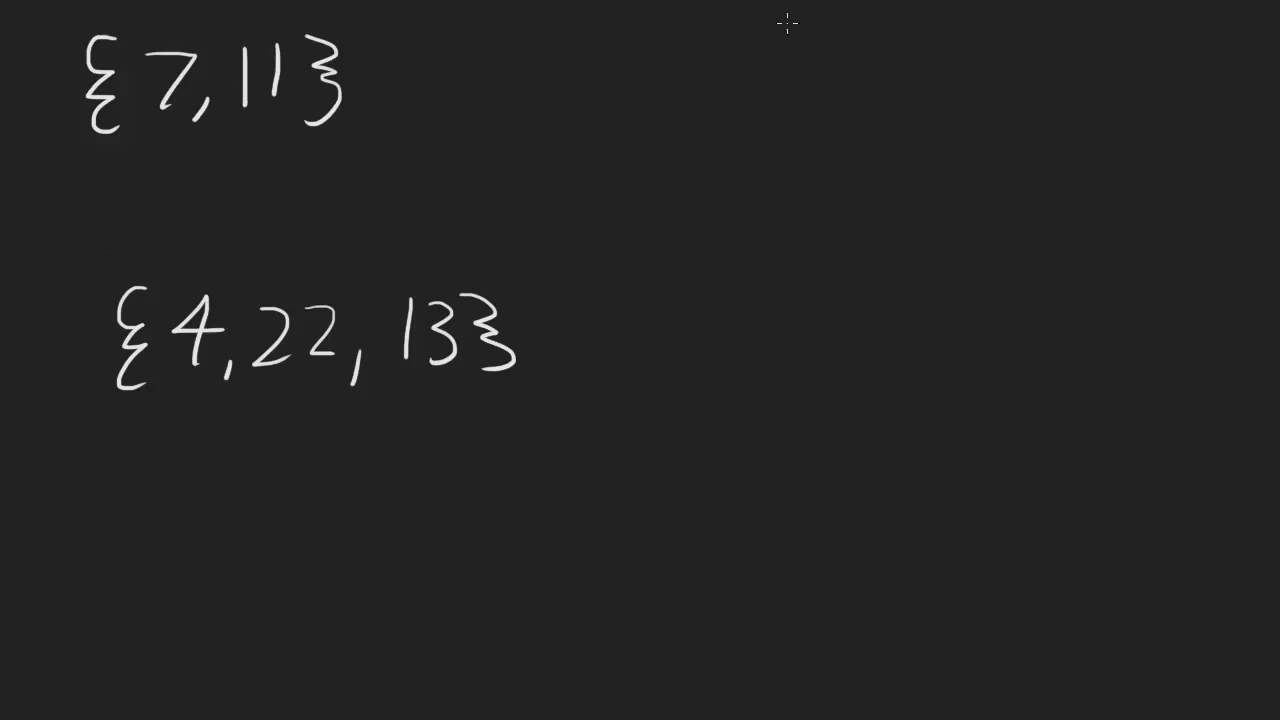 {7, 11}
{4, 22, 13}